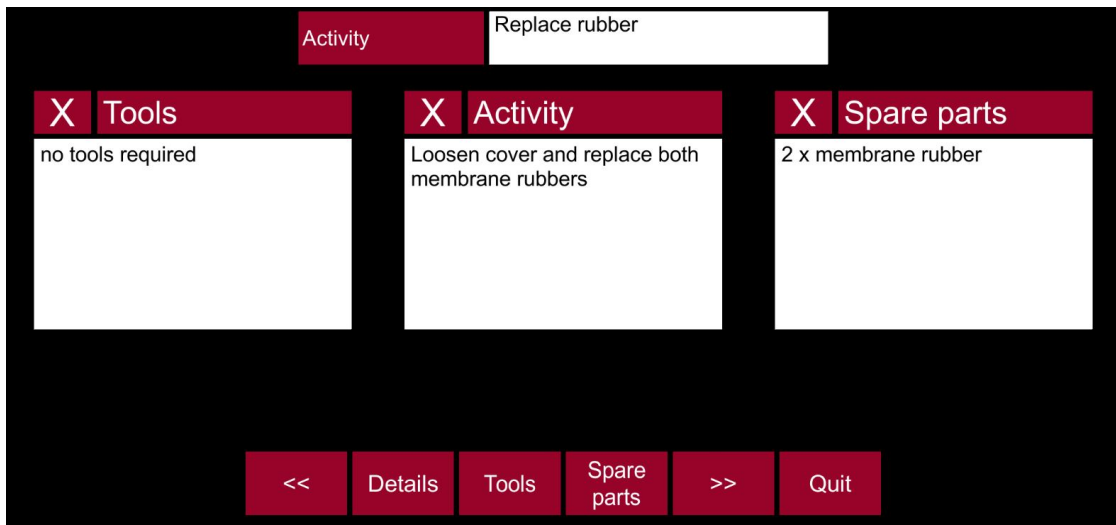 Activity
Replace rubber
X Tools
no tools required
X Activity
Loosen cover and replace both
membrane rubbers
X Spare parts
2 x membrane rubber
<<
Details
Tools
Spare
parts
>>
Quit